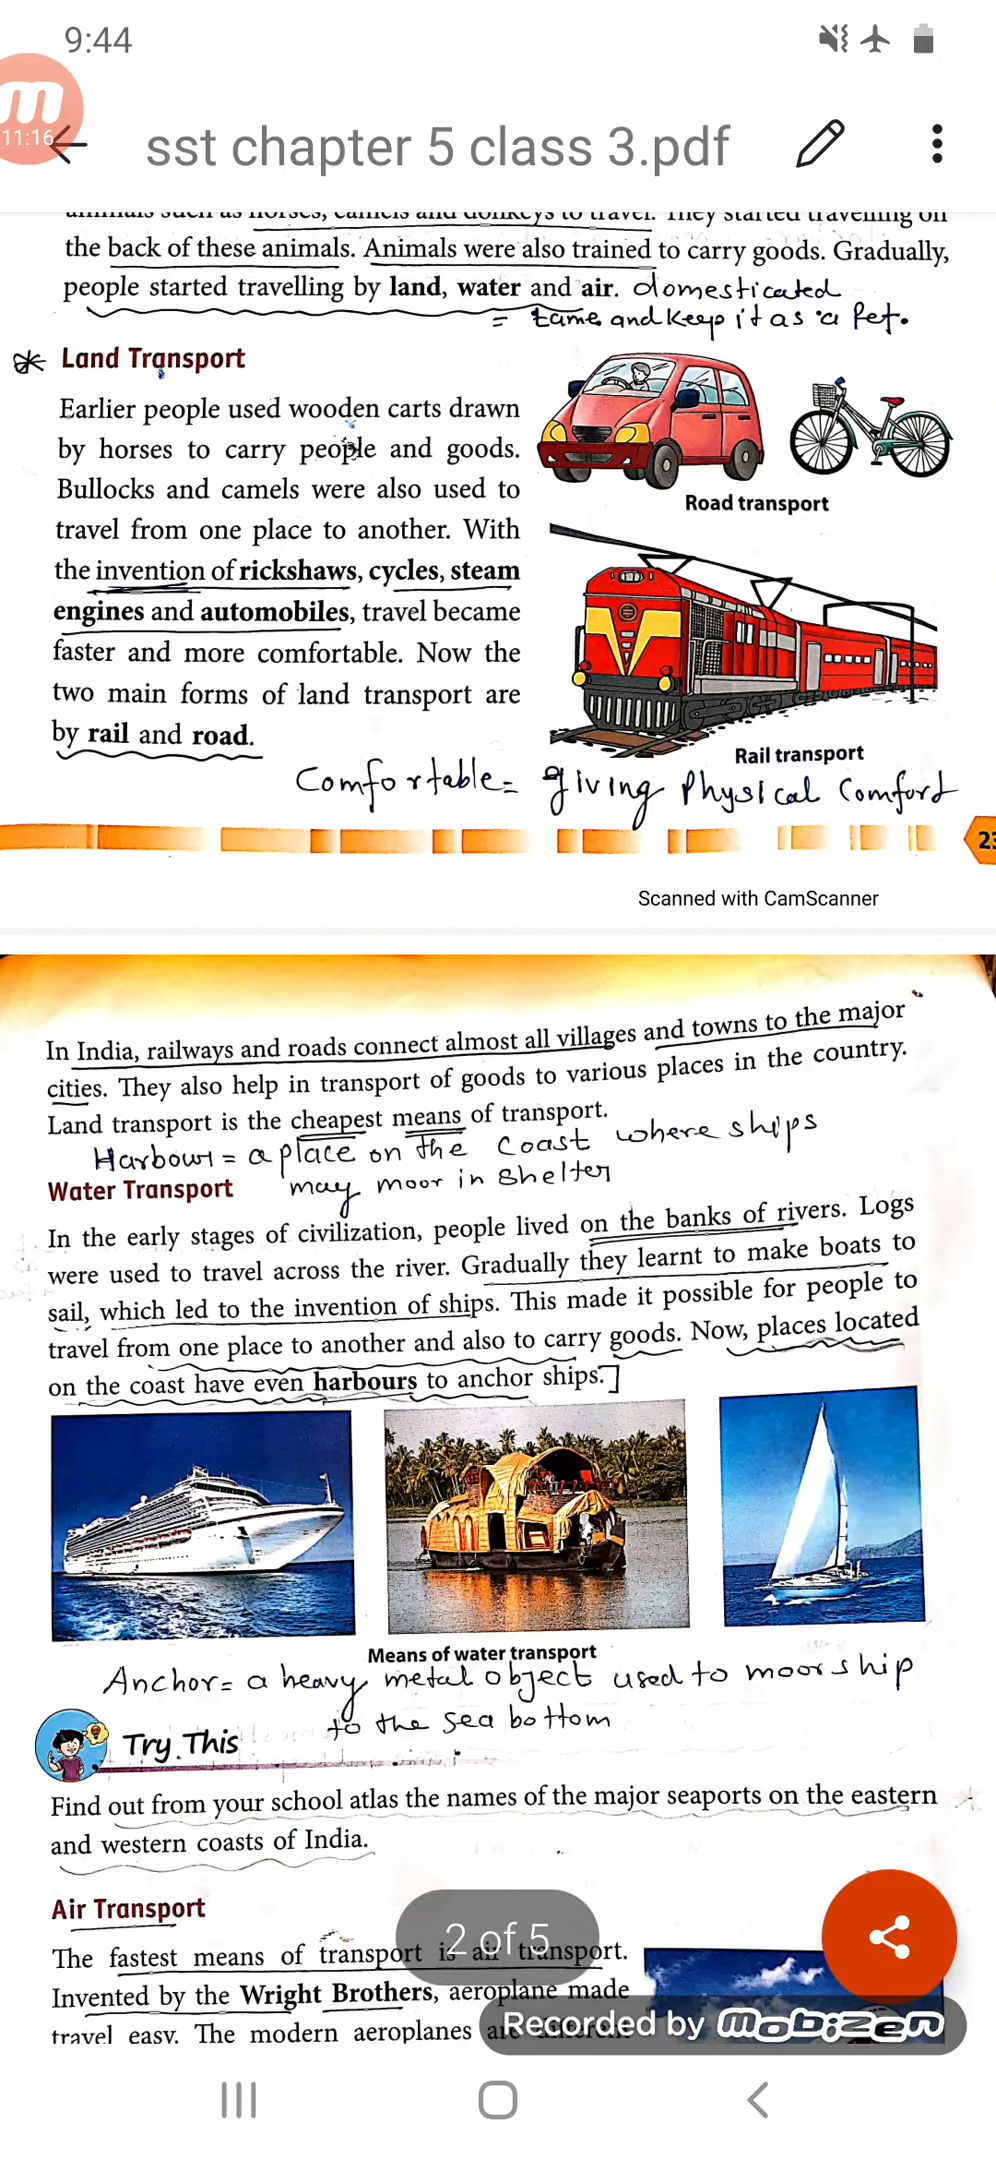 9:44
11:16
sst chapter 5 class 3.pdf
animals such as horses, camels and donkeys to travel. They started travelling on
the back of these animals. Animals were also trained to carry goods. Gradually,
people started travelling by land, water and air. domesticated
= tame and keep it as a Pet.
Land Transport
Earlier people used wooden carts drawn
by horses to carry people and goods.
Bullocks and camels were also used to
travel from one place to another. With
the invention of rickshaws, cycles, steam
engines and automobiles, travel became
faster and more comfortable. Now the
two main forms of land transport are
by rail and road.
Road transport
Rail transport
Comfortable = giving Physical Comfort
Scanned with CamScanner
In India, railways and roads connect almost all villages and towns to the major
cities. They also help in transport of goods to various places in the country.
Land transport is the cheapest means of transport.
Harbour = a place on the coast where ships
may moor in shelter
Water Transport
In the early stages of civilization, people lived on the banks of rivers. Logs
were used to travel across the river. Gradually they learnt to make boats to
sail, which led to the invention of ships. This made it possible for people to
travel from one place to another and also to carry goods. Now, places located
on the coast have even harbours to anchor ships.]
Means of water transport
Anchor = a heavy metal object used to moor ship
to the sea bottom
Try This
Find out from your school atlas the names of the major seaports on the eastern
and western coasts of India.
Air Transport
The fastest means of transport is air transport.
Invented by the Wright Brothers, aeroplane made
travel easy. The modern aeroplanes
2 of 5
Recorded by mobizen